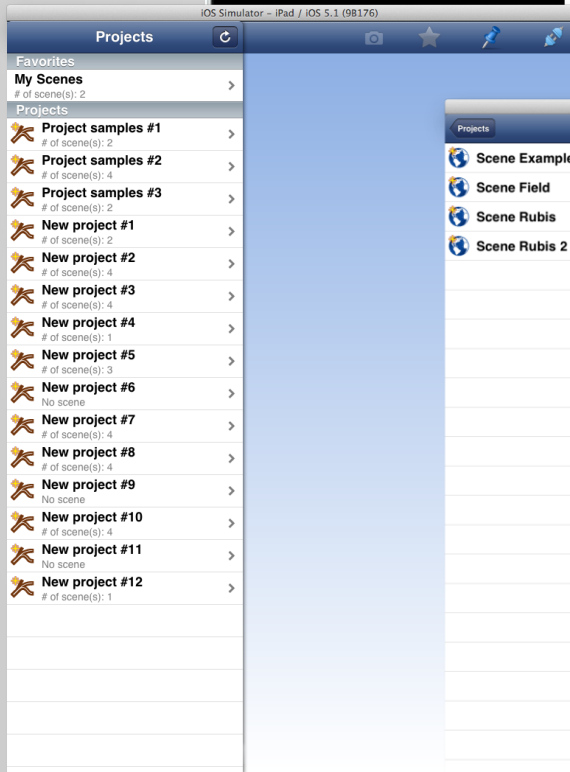 iOS Simulator – iPad / iOS 5.1 (9B176)
Projects
Favorites
My Scenes
# of scene(s): 2
Projects
Project samples #1
# of scene(s): 2
Project samples #2
# of scene(s): 4
Project samples #3
# of scene(s): 2
New project #1
# of scene(s): 2
New project #2
# of scene(s): 4
New project #3
# of scene(s): 4
New project #4
# of scene(s): 1
New project #5
# of scene(s): 3
New project #6
No scene
New project #7
# of scene(s): 4
New project #8
# of scene(s): 4
New project #9
No scene
New project #10
# of scene(s): 4
New project #11
No scene
New project #12
# of scene(s): 1
Projects
Scene Example
Scene Field
Scene Rubis
Scene Rubis 2